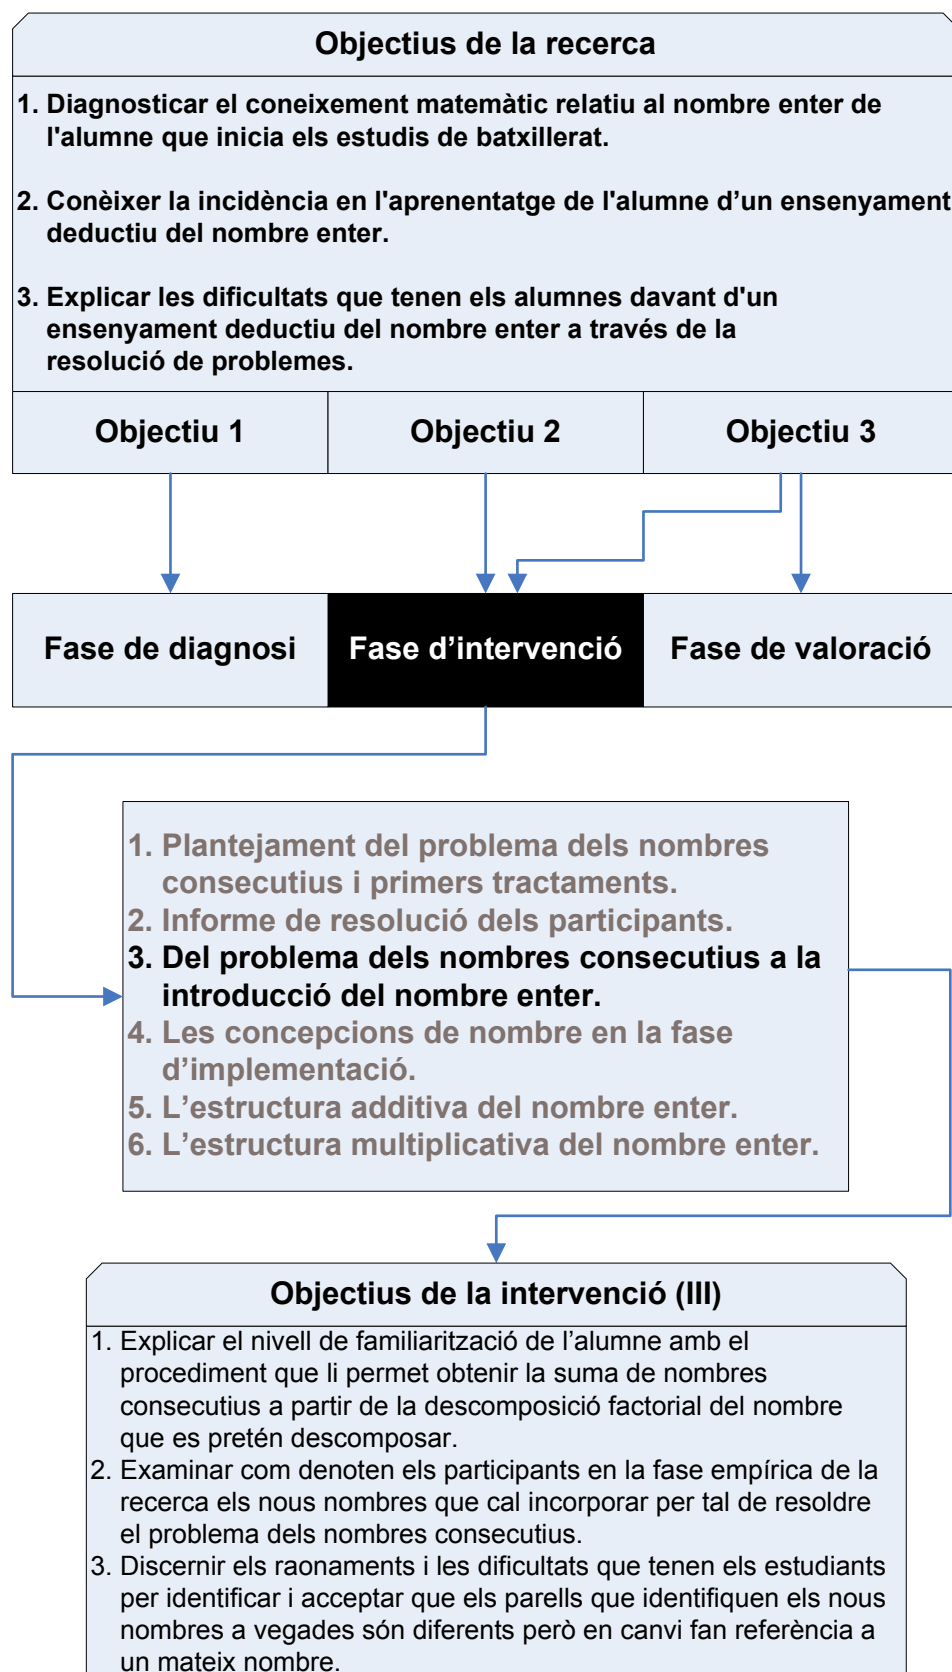 Objectius de la recerca
1. Diagnosticar el coneixement matemàtic relatiu al nombre enter de
l'alumne que inicia els estudis de batxillerat.
2. Conèixer la incidència en l'aprenentatge de l'alumne d’un ensenyament
deductiu del nombre enter.
3. Explicar les dificultats que tenen els alumnes davant d'un
ensenyament deductiu del nombre enter a través de la
resolució de problemes.
Objectiu 1
Objectiu 2
Objectiu 3
Fase de diagnosi
Fase d’intervenció
Fase de valoració
1. Plantejament del problema dels nombres
consecutius i primers tractaments.
2. Informe de resolució dels participants.
3. Del problema dels nombres consecutius a la
introducció del nombre enter.
4. Les concepcions de nombre en la fase
d’implementació.
5. L’estructura additiva del nombre enter.
6. L’estructura multiplicativa del nombre enter.
Objectius de la intervenció (III)
1. Explicar el nivell de familiarització de l’alumne amb el
procediment que li permet obtenir la suma de nombres
consecutius a partir de la descomposició factorial del nombre
que es pretén descomposar.
2. Examinar com denoten els participants en la fase empírica de la
recerca els nous nombres que cal incorporar per tal de resoldre
el problema dels nombres consecutius.
3. Discernir els raonaments i les dificultats que tenen els estudiants
per identificar i acceptar que els parells que identifiquen els nous
nombres a vegades són diferents però en canvi fan referència a
un mateix nombre.